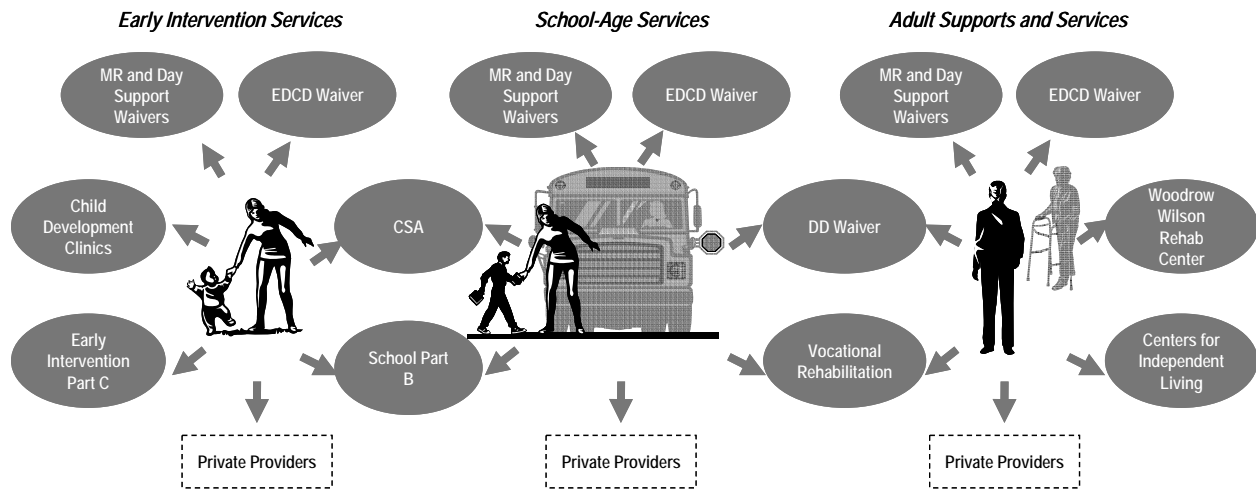 Early Intervention Services
School-Age Services
Adult Supports and Services
MR and Day
Support
Waivers
EDCD Waiver
MR and Day
Support
Waivers
EDCD Waiver
MR and Day
Support
Waivers
EDCD Waiver
Child
Development
Clinics
CSA
DD Waiver
Woodrow
Wilson
Rehab
Center
Early
Intervention
Part C
School Part
B
Vocational
Rehabilitation
Centers for
Independent
Living
Private Providers
Private Providers
Private Providers